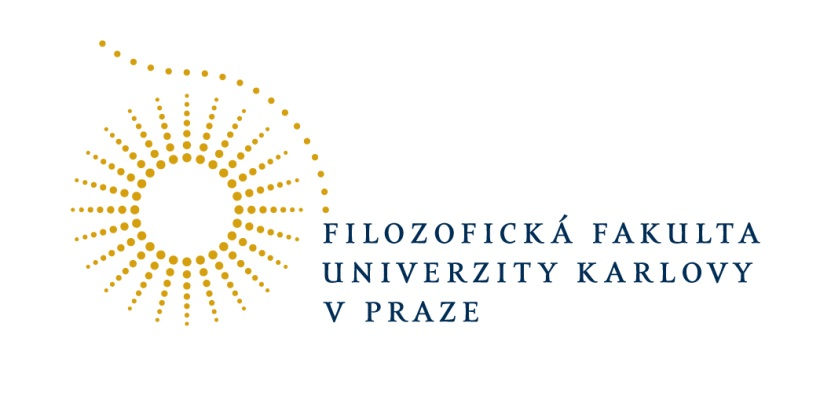 FILOZOFICKÁ FAKULTA
UNIVERZITY KARLOVY
V PRAZE